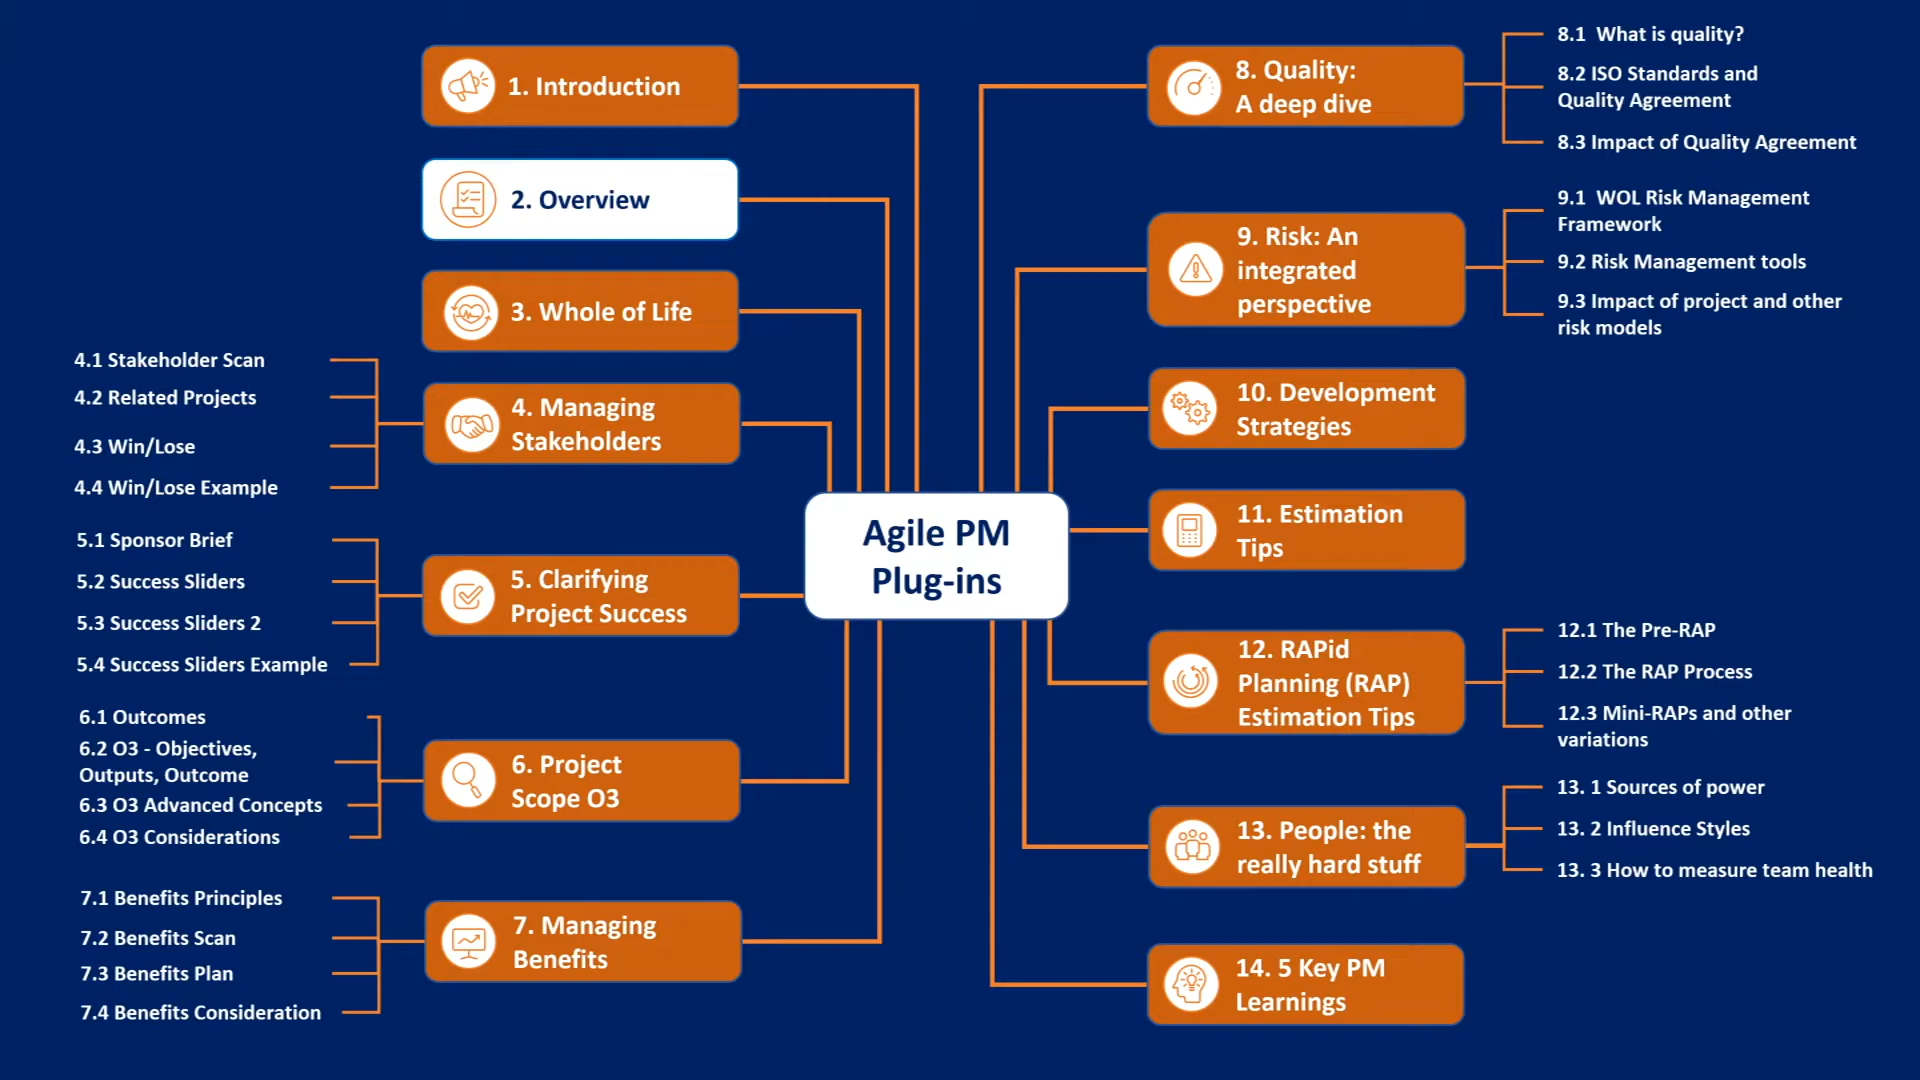 1. Introduction
2. Overview
3. Whole of Life
4.1 Stakeholder Scan
4.2 Related Projects
4.3 Win/Lose
4.4 Win/Lose Example
4. Managing
Stakeholders
5.1 Sponsor Brief
5.2 Success Sliders
5.3 Success Sliders 2
5.4 Success Sliders Example
5. Clarifying
Project Success
6.1 Outcomes
6.2 O3 - Objectives,
Outputs, Outcome
6.3 O3 Advanced Concepts
6.4 O3 Considerations
6. Project
Scope O3
7.1 Benefits Principles
7.2 Benefits Scan
7.3 Benefits Plan
7.4 Benefits Consideration
7. Managing
Benefits
Agile PM
Plug-ins
8. Quality:
A deep dive
8.1 What is quality?
8.2 ISO Standards and
Quality Agreement
8.3 Impact of Quality Agreement
9. Risk: An
integrated
perspective
9.1 WOL Risk Management
Framework
9.2 Risk Management tools
9.3 Impact of project and other
risk models
10. Development
Strategies
11. Estimation
Tips
12. RAPid
Planning (RAP)
Estimation Tips
12.1 The Pre-RAP
12.2 The RAP Process
12.3 Mini-RAPs and other
variations
13. People: the
really hard stuff
13. 1 Sources of power
13. 2 Influence Styles
13. 3 How to measure team health
14. 5 Key PM
Learnings